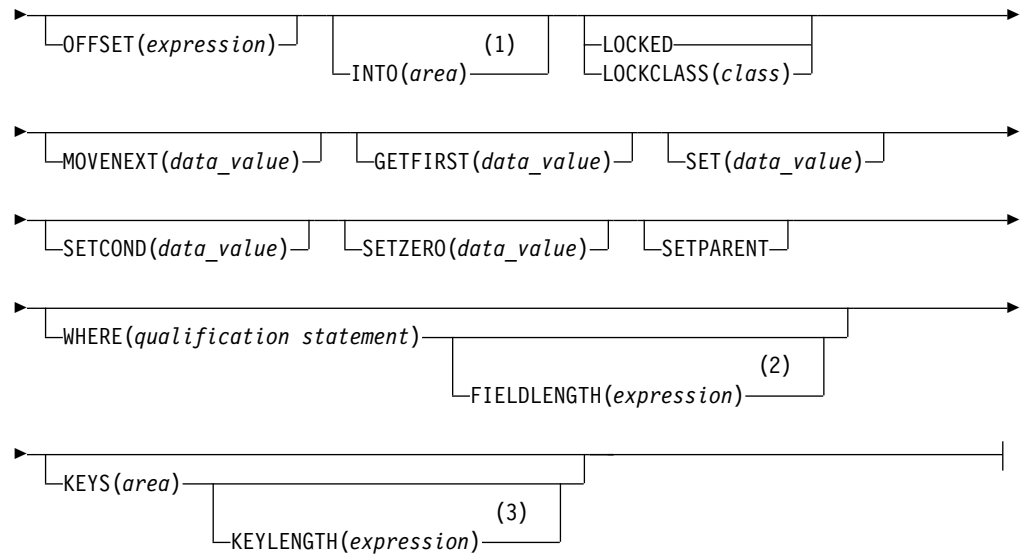 OFFSET(expression)
(1)
INTO(area)
LOCKED
LOCKCLASS(class)
MOVENEXT(data_value)
GETFIRST(data_value)
SET(data_value)
SETCOND(data_value)
SETZERO(data_value)
SETPARENT
WHERE(qualification statement)
(2)
FIELDLENGTH(expression)
KEYS(area)
(3)
KEYLENGTH(expression)